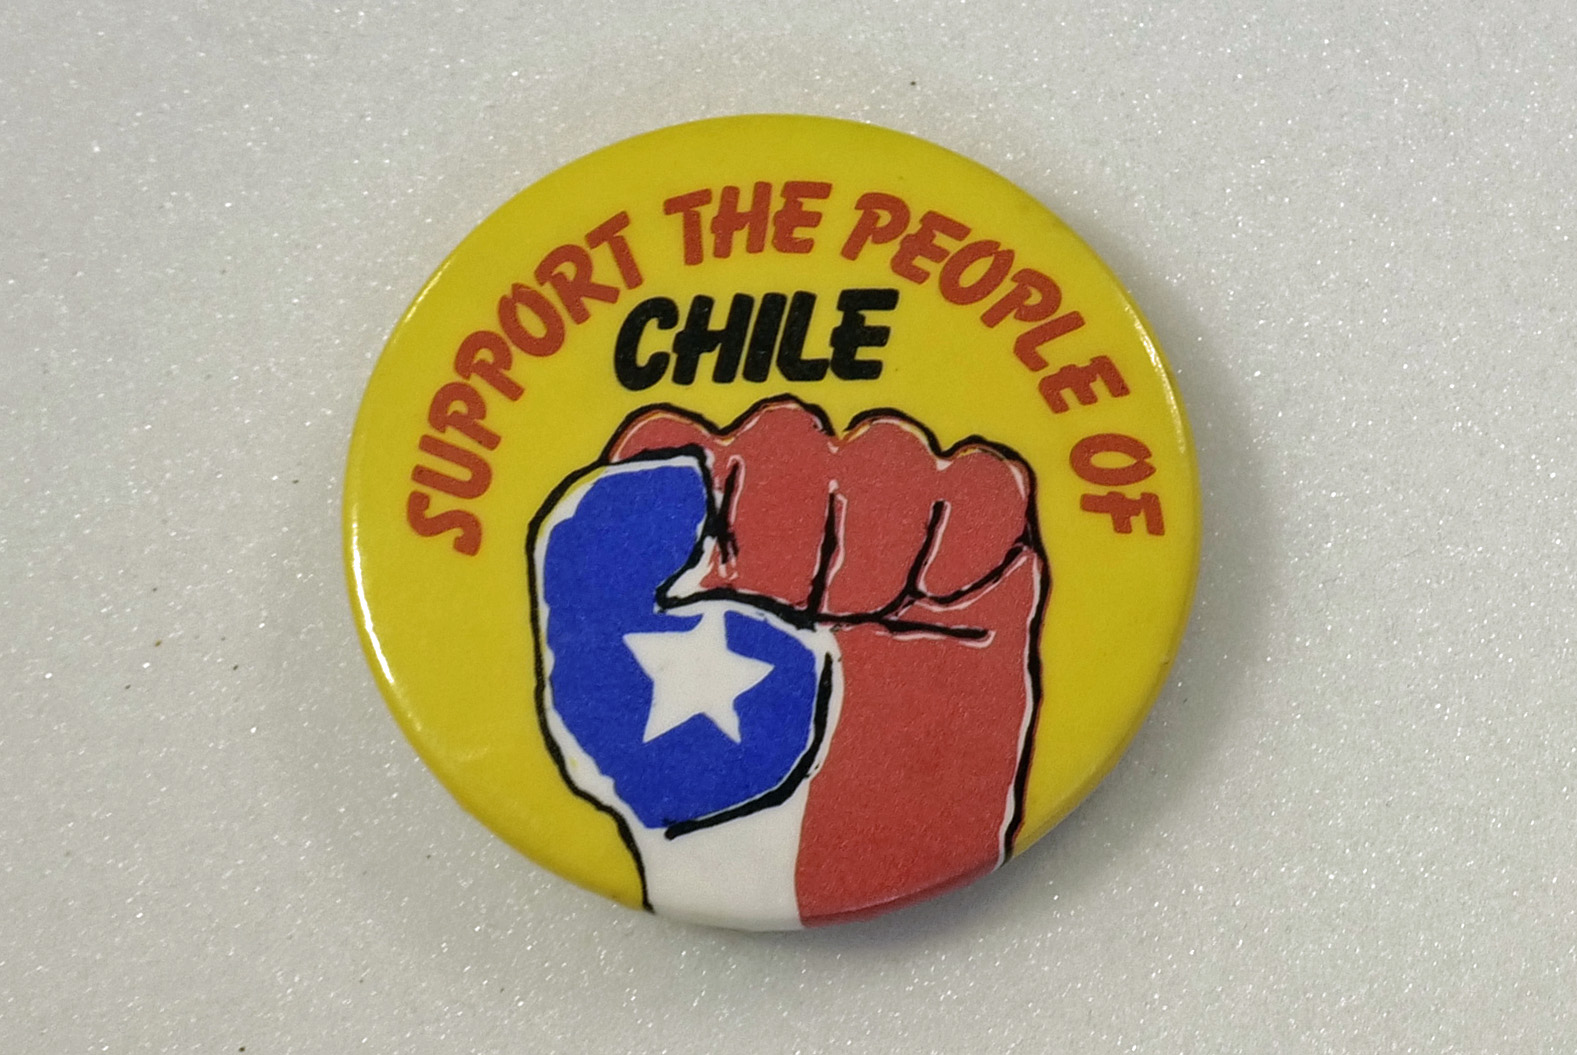 SUPPORT THE PEOPLE OF
CHILE